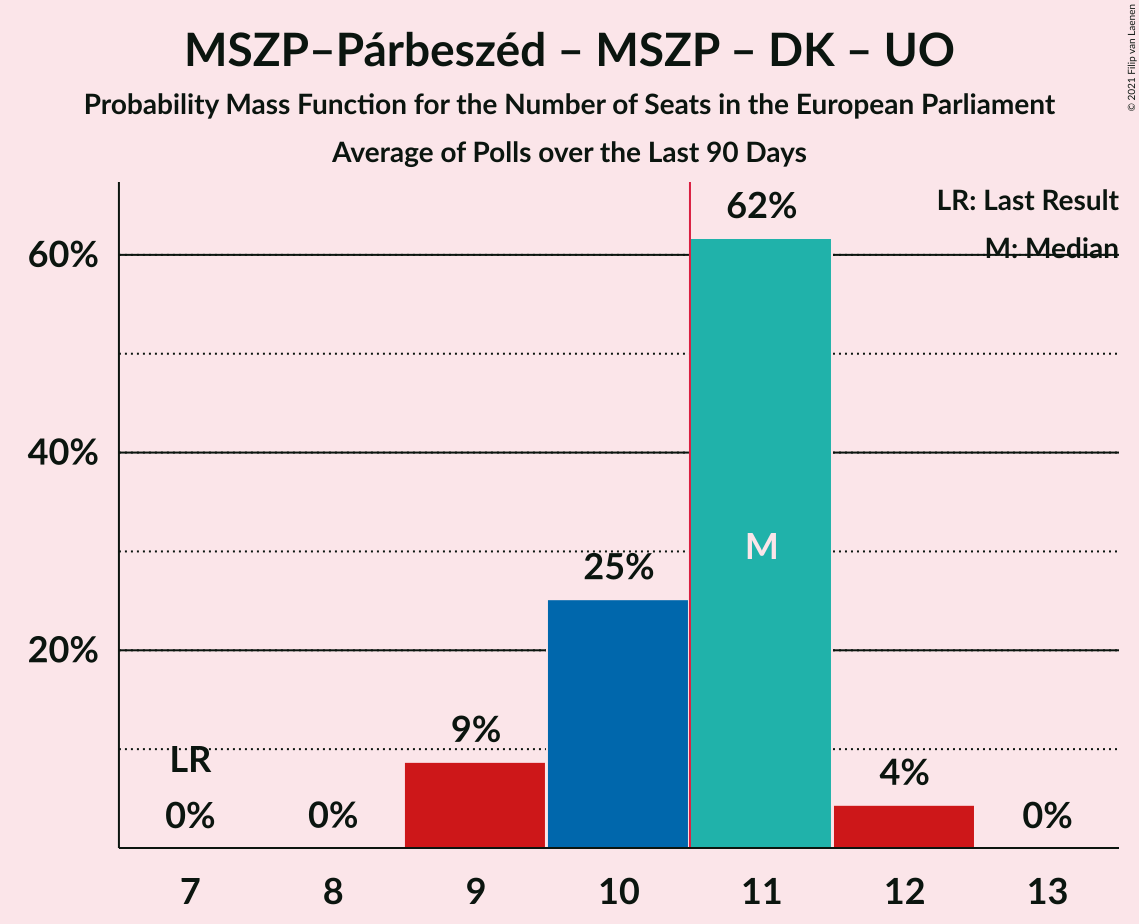 MSZP–Párbeszéd – MSZP – DK – UO
Probability Mass Function for the Number of Seats in the European Parliament
Average of Polls over the Last 90 Days
© 2021 Filip van Laenen
LR: Last Result
M: Median
60%
40%
20%
62%
M
25%
9%
4%
LR
0%
0%
0%
7 8 9 10 11 12 13